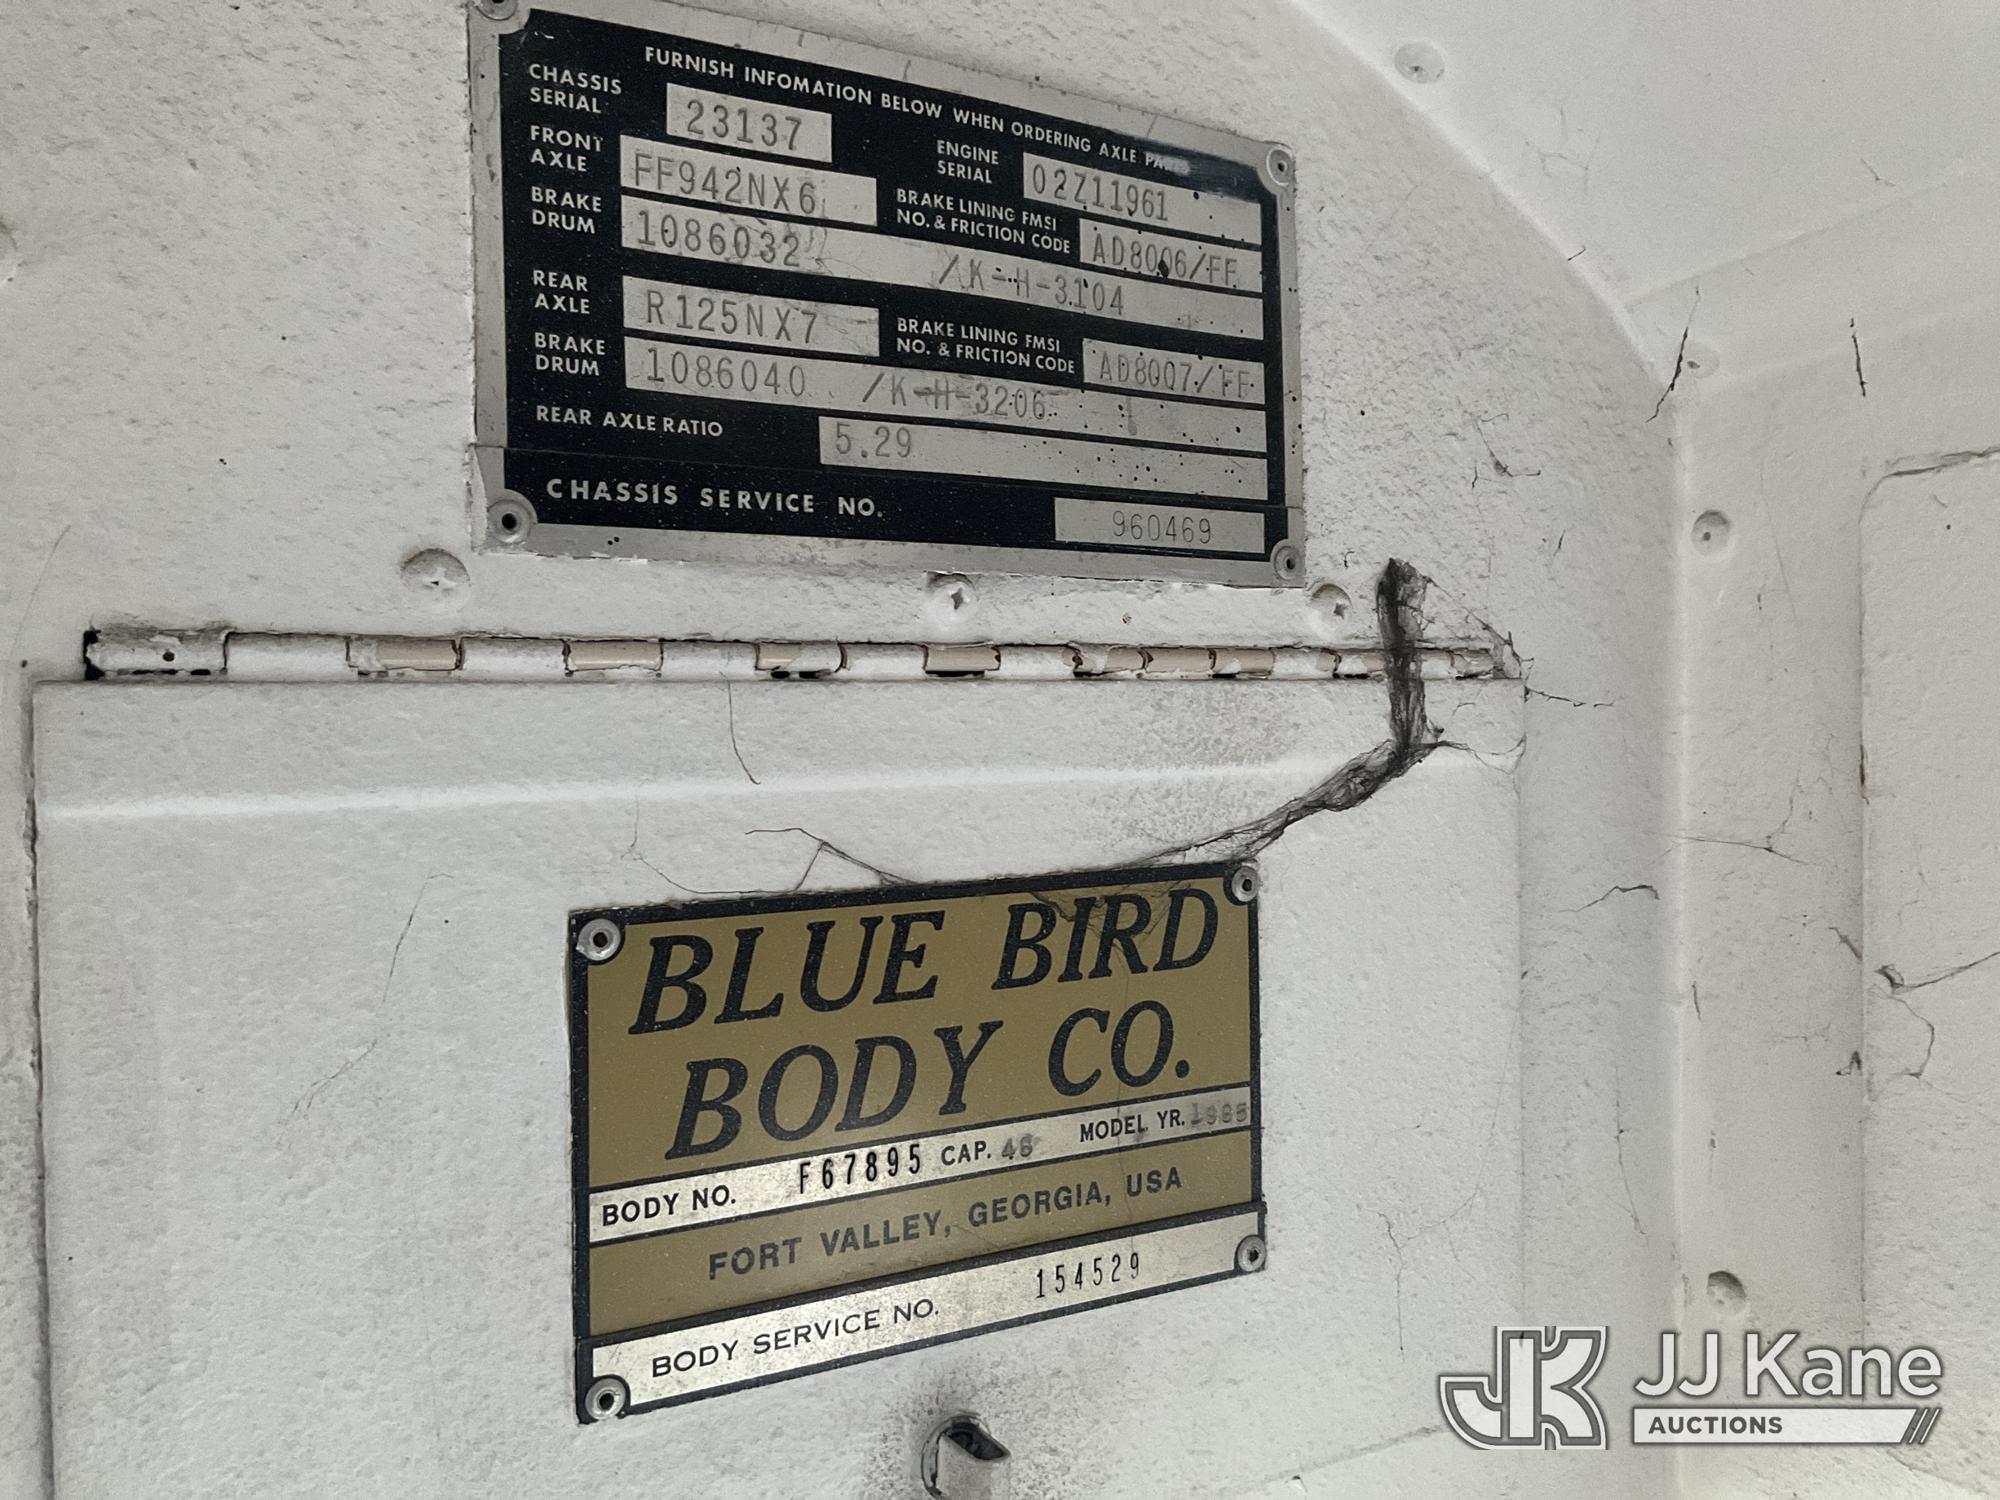 FURNISH INFOMATION BELOW WHEN ORDERING AXLE PARTS
CHASSIS SERIAL 23137 ENGINE SERIAL 02Z11961
FRONT AXLE FF942NX6 BRAKE LINING FMSI NO. & FRICTION CODE AD8006/FF
BRAKE DRUM 1086032 /K-H-3104
REAR AXLE R125NX7 BRAKE LINING FMSI NO. & FRICTION CODE AD8007/FF
BRAKE DRUM 1086040 /K-H-3206
REAR AXLE RATIO 5.29
CHASSIS SERVICE NO. 960469
BLUE BIRD
BODY CO.
BODY NO. F67895 CAP. MODEL YR. 1985
FORT VALLEY, GEORGIA, USA
BODY SERVICE NO. 154529
JK JJ Kane
AUCTIONS